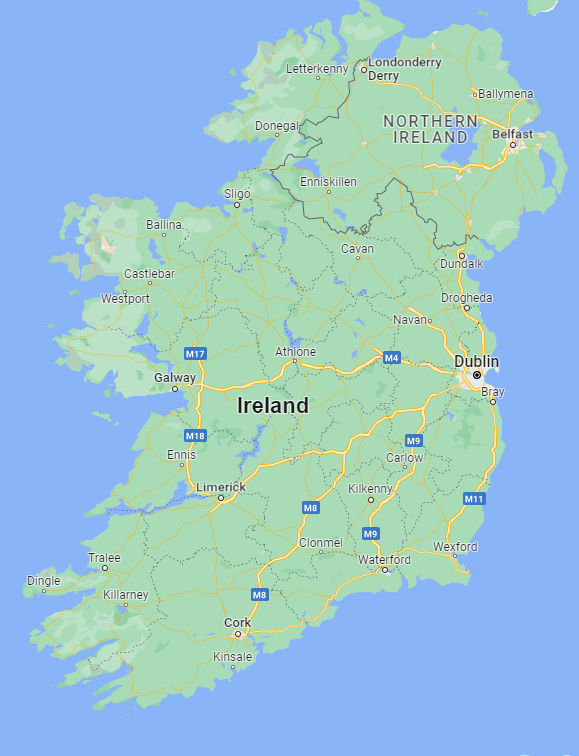 Londonderry
Derry
Letterkenny
Ballymena
NORTHERN
IRELAND
Donegal
Belfast
Enniskillen
Sligo
Ballina
Cavan
Dundalk
Castlebar
Westport
Drogheda
Navan
M17
Athlone
M4
Dublin
Galway
Bray
Ireland
M18
M9
Ennis
Carlow
Limerick
Kilkenny
M11
M8
M9
Clonmel
Wexford
Tralee
Waterford
Dingle
Killarney
M8
Cork
Kinsale